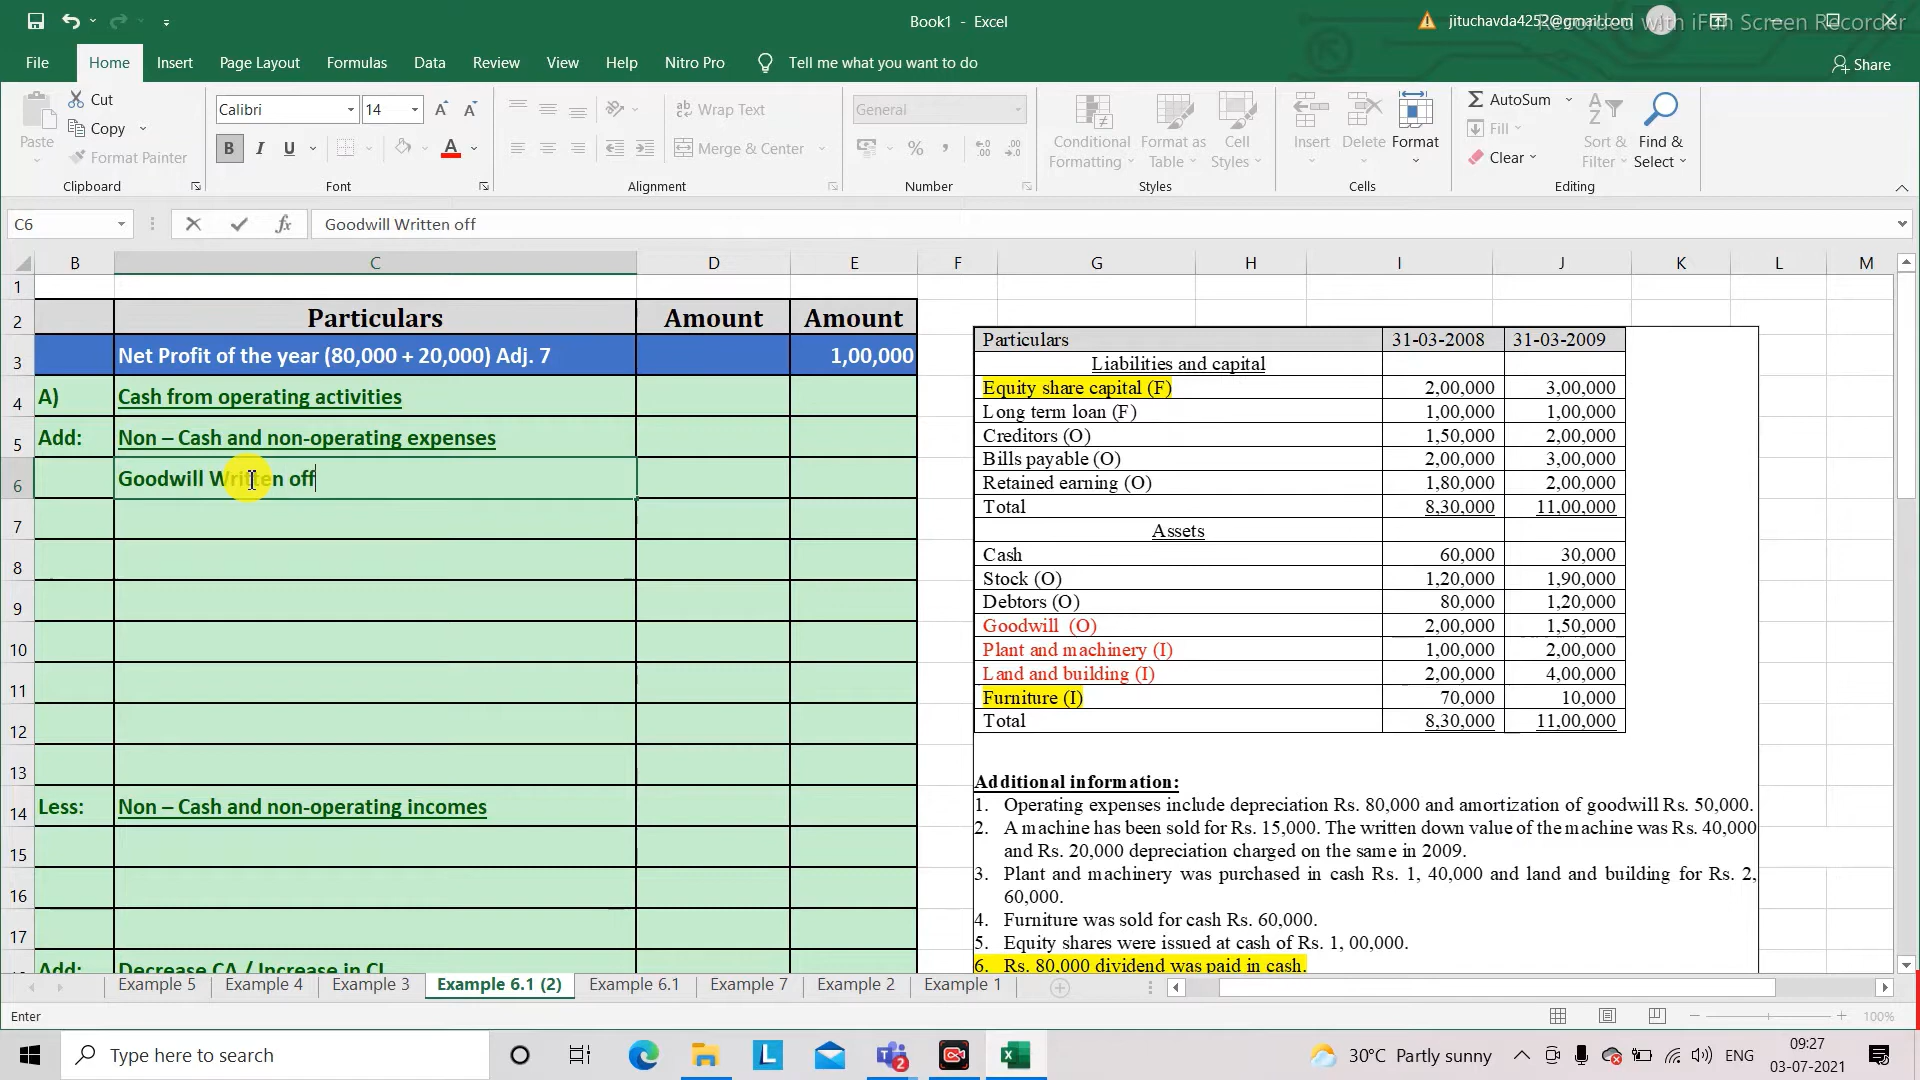 Book1 - Excel
jituchavda4252@gmail.com
Recorded with iFun Screen Recorder
File Home Insert Page Layout Formulas Data Review View Help Nitro Pro Tell me what you want to do Share
Paste Cut Copy Format Painter
Calibri 14
B I U A
Wrap Text
Merge & Center
General
% ,
Conditional Formatting Format as Table Cell Styles
Insert Delete Format
AutoSum
Fill
Clear
Sort & Filter Find & Select
Clipboard Font Alignment Number Styles Cells Editing
C6 fx Goodwill Written off
B C D E F G H I J K L M
1
2 Particulars Amount Amount
3 Net Profit of the year (80,000 + 20,000) Adj. 7 1,00,000
4 A) Cash from operating activities
5 Add: Non – Cash and non-operating expenses
6 Goodwill Written off
7
8
9
10
11
12
13
14 Less: Non – Cash and non-operating incomes
15
16
17
Add: Decrease CA / Increase in CL
Particulars 31-03-2008 31-03-2009
Liabilities and capital
Equity share capital (F) 2,00,000 3,00,000
Long term loan (F) 1,00,000 1,00,000
Creditors (O) 1,50,000 2,00,000
Bills payable (O) 2,00,000 3,00,000
Retained earning (O) 1,80,000 2,00,000
Total 8,30,000 11,00,000
Assets
Cash 60,000 30,000
Stock (O) 1,20,000 1,90,000
Debtors (O) 80,000 1,20,000
Goodwill (O) 2,00,000 1,50,000
Plant and machinery (I) 1,00,000 2,00,000
Land and building (I) 2,00,000 4,00,000
Furniture (I) 70,000 10,000
Total 8,30,000 11,00,000
Additional information:
1. Operating expenses include depreciation Rs. 80,000 and amortization of goodwill Rs. 50,000.
2. A machine has been sold for Rs. 15,000. The written down value of the machine was Rs. 40,000
and Rs. 20,000 depreciation charged on the same in 2009.
3. Plant and machinery was purchased in cash Rs. 1, 40,000 and land and building for Rs. 2,
60,000.
4. Furniture was sold for cash Rs. 60,000.
5. Equity shares were issued at cash of Rs. 1, 00,000.
6. Rs. 80,000 dividend was paid in cash.
Example 5 Example 4 Example 3 Example 6.1 (2) Example 6.1 Example 7 Example 2 Example 1
Enter 100%
Type here to search
2
30°C Partly sunny ENG
09:27
03-07-2021